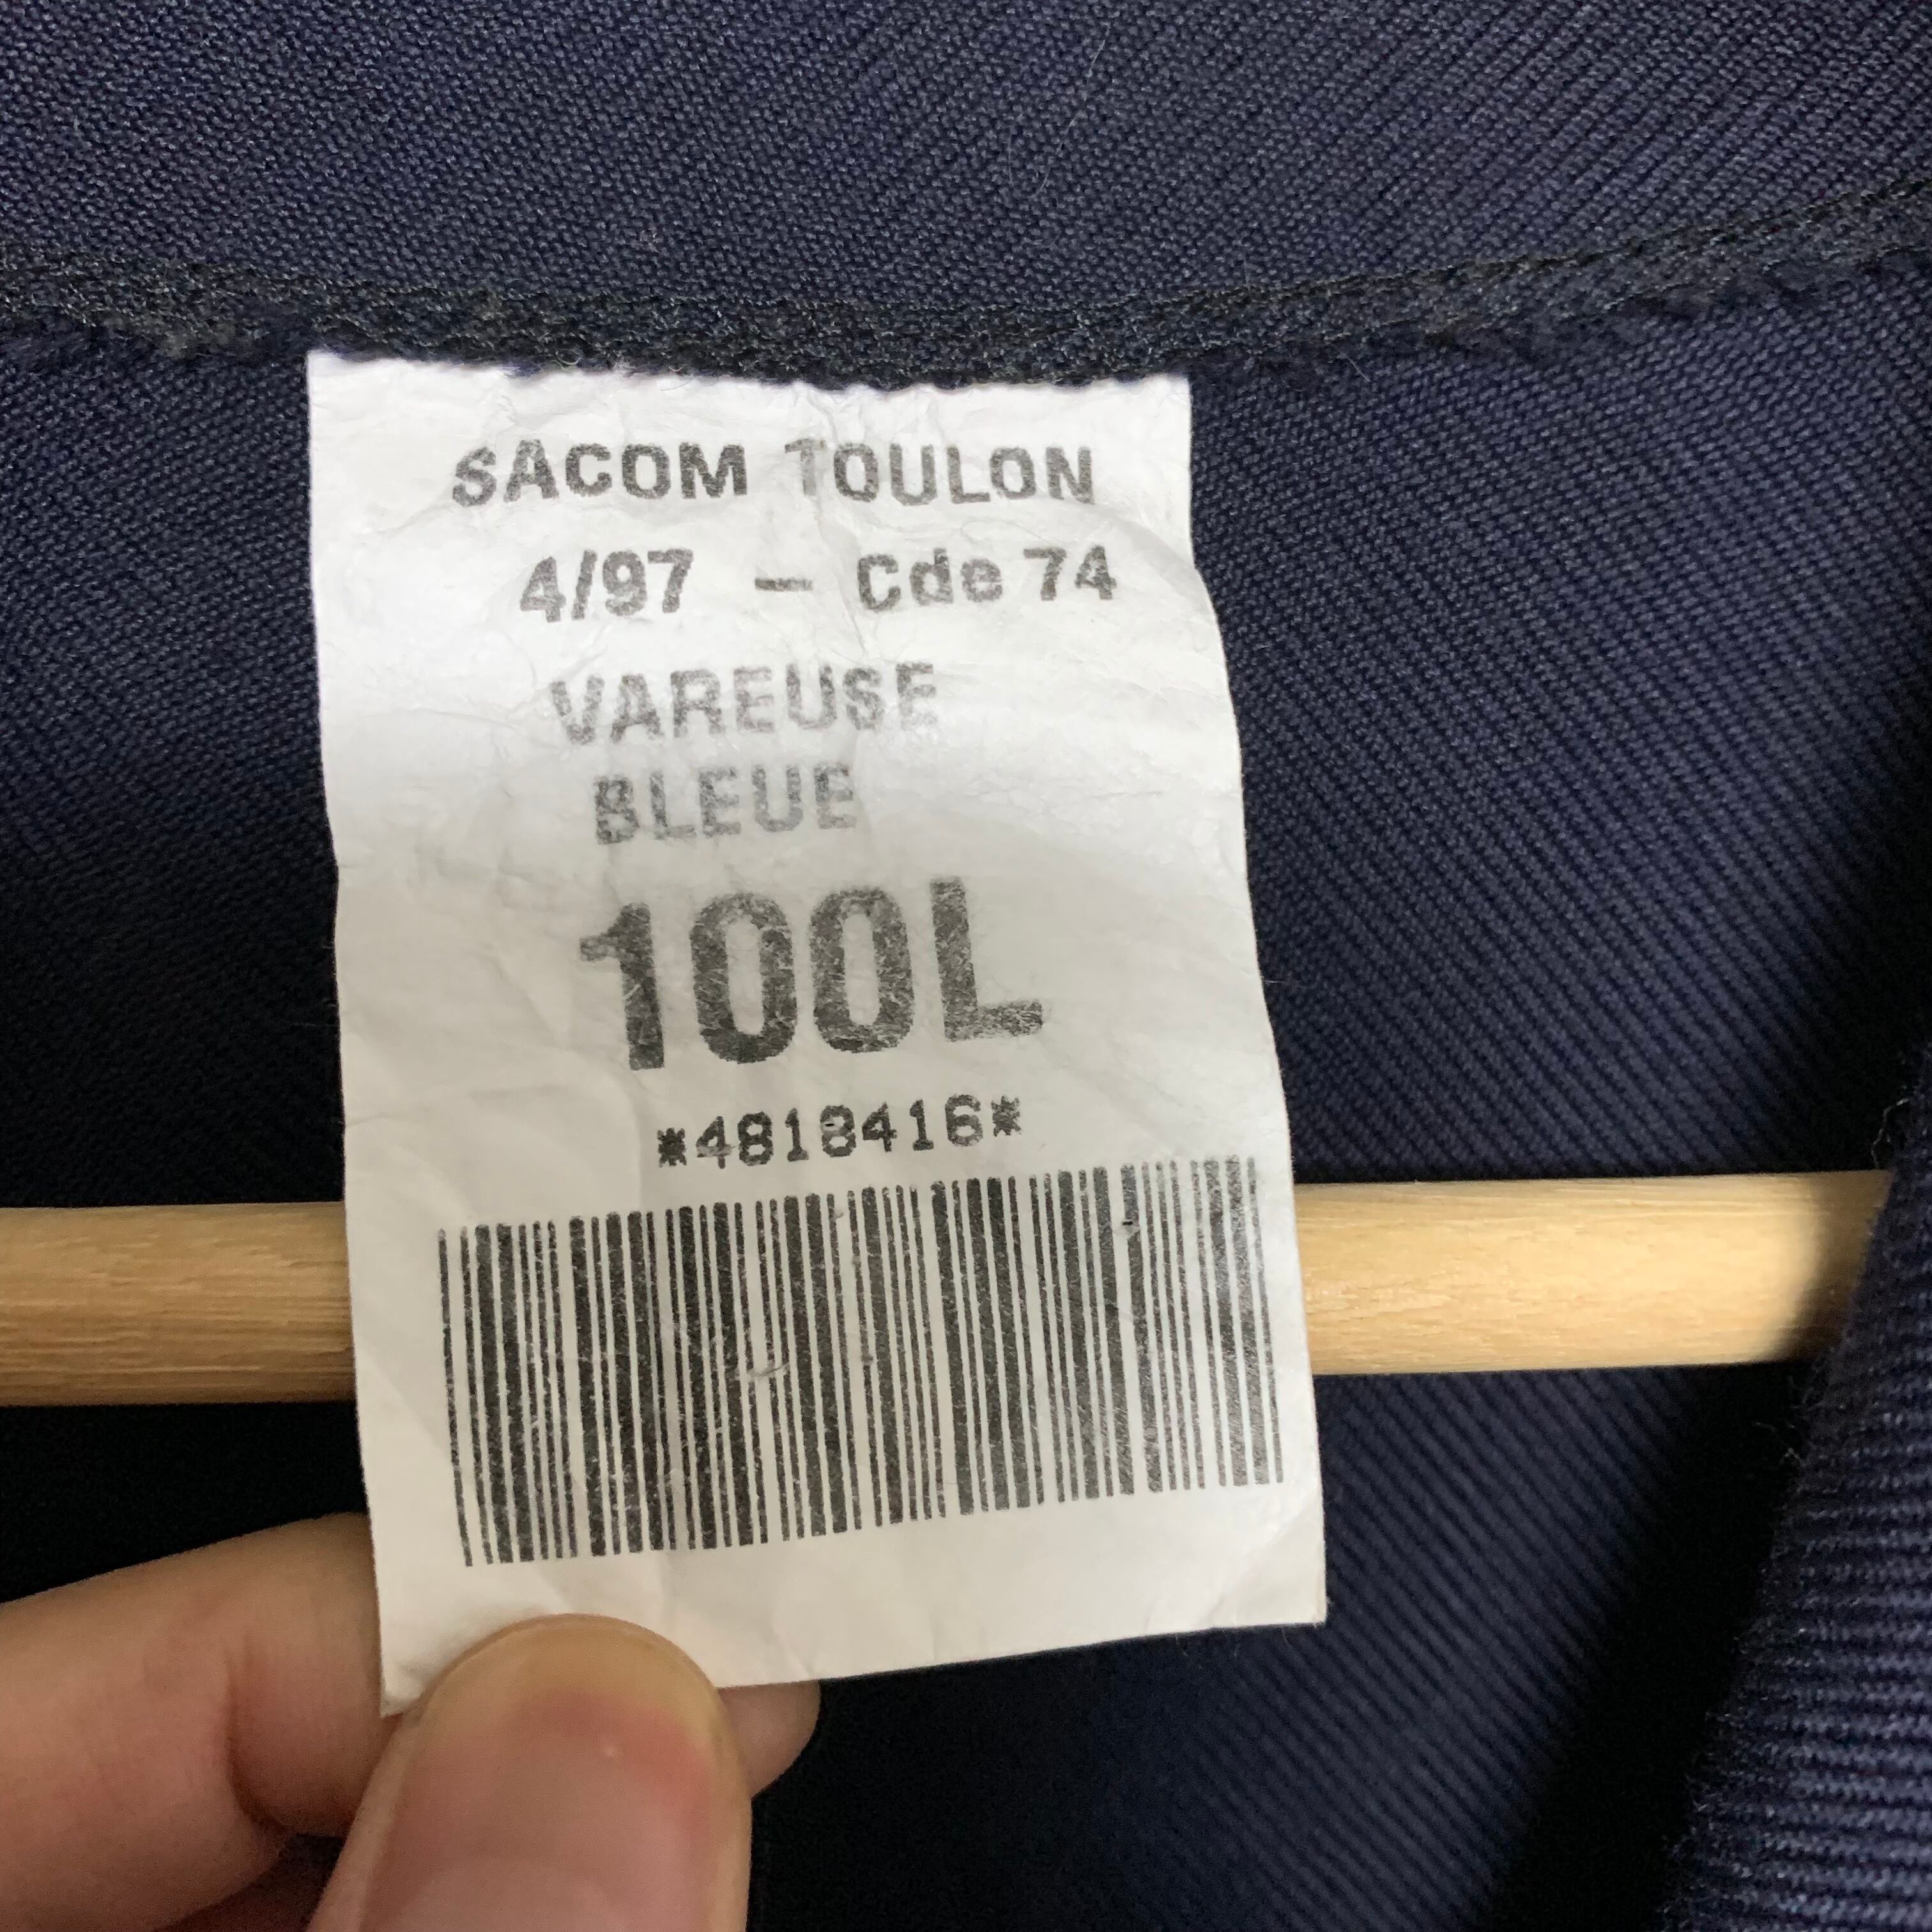 SACOM TOULON
4/97 - Cde 74
VAREUSE
BLEUE
100L
*4818416*